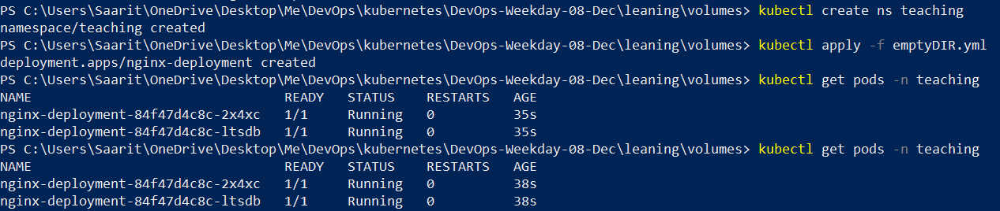 PS C:\Users\Saarit\OneDrive\Desktop\Me\DevOps\kubernetes\DevOps-Weekday-08-Dec\leaning\volumes> kubectl create ns teaching
namespace/teaching created
PS C:\Users\Saarit\OneDrive\Desktop\Me\DevOps\kubernetes\DevOps-Weekday-08-Dec\leaning\volumes> kubectl apply -f emptyDIR.yml
deployment.apps/nginx-deployment created
PS C:\Users\Saarit\OneDrive\Desktop\Me\DevOps\kubernetes\DevOps-Weekday-08-Dec\leaning\volumes> kubectl get pods -n teaching
NAME                                READY   STATUS    RESTARTS   AGE
nginx-deployment-84f47d4c8c-2x4xc   1/1     Running   0          35s
nginx-deployment-84f47d4c8c-ltsdb   1/1     Running   0          35s
PS C:\Users\Saarit\OneDrive\Desktop\Me\DevOps\kubernetes\DevOps-Weekday-08-Dec\leaning\volumes> kubectl get pods -n teaching
NAME                                READY   STATUS    RESTARTS   AGE
nginx-deployment-84f47d4c8c-2x4xc   1/1     Running   0          38s
nginx-deployment-84f47d4c8c-ltsdb   1/1     Running   0          38s